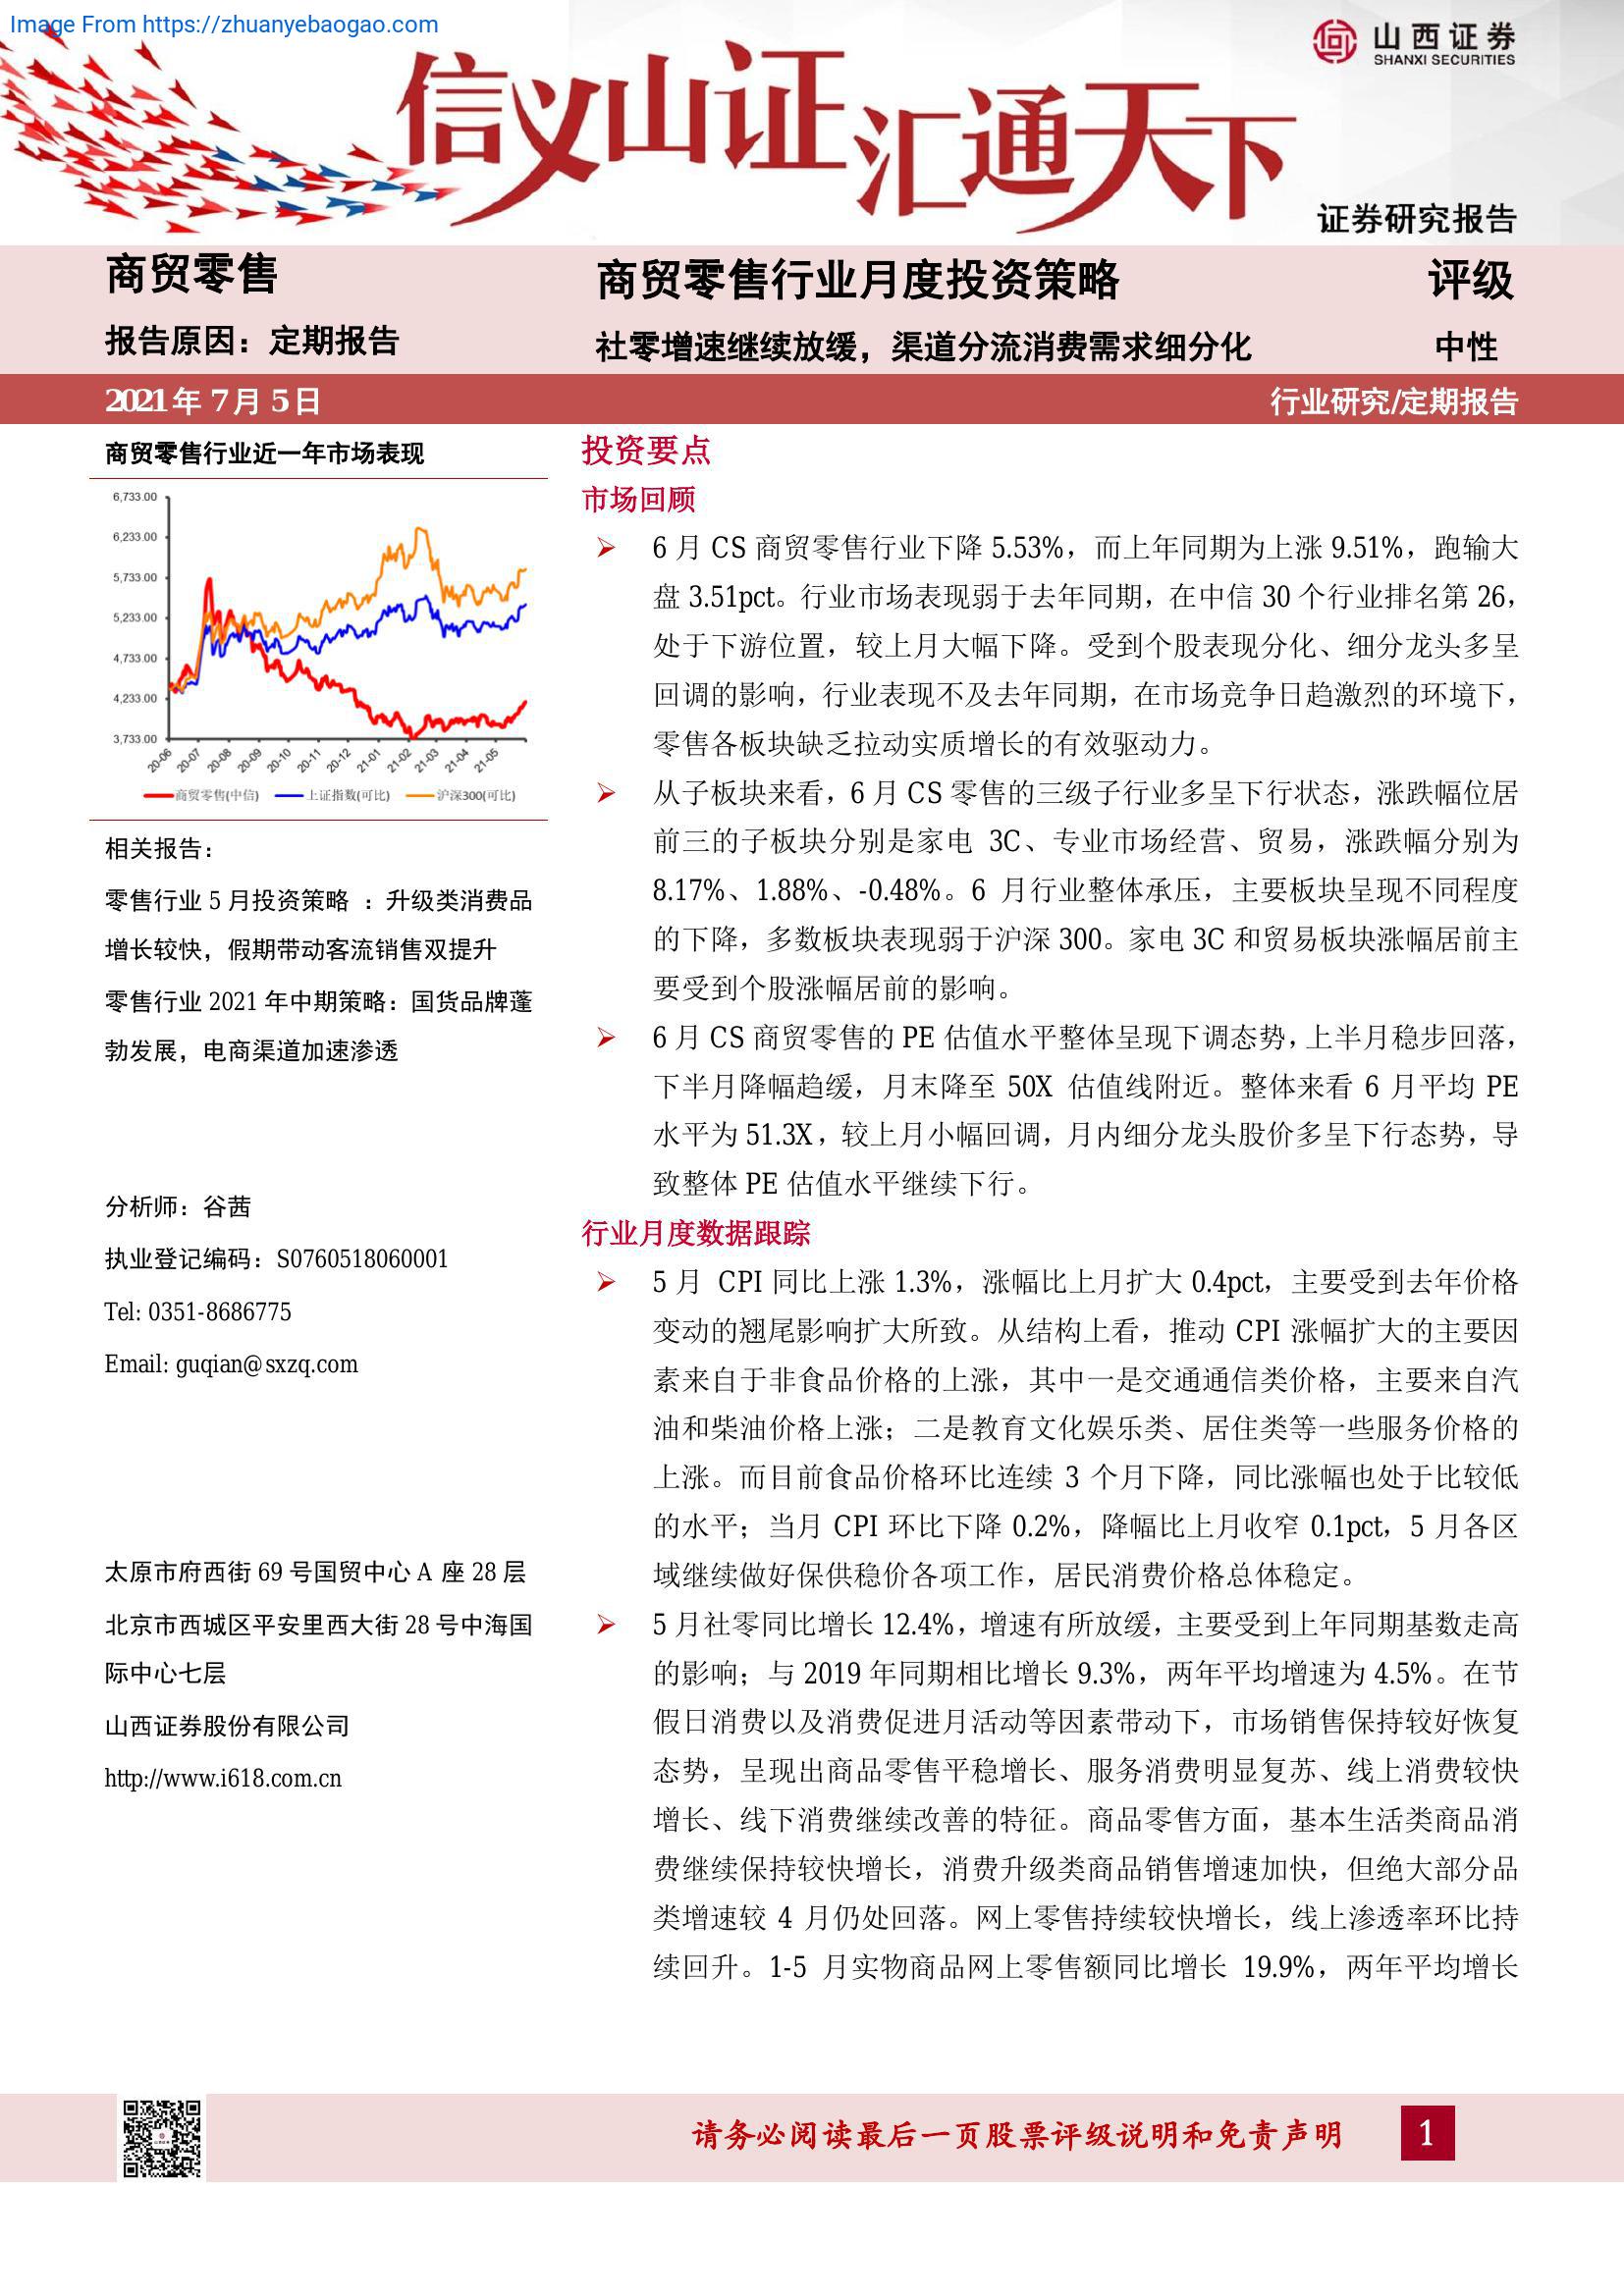 Image From https://zhuanyebaogao.com
山西证券
SHANXI SECURITIES
信义山证汇通天下
证券研究报告
商贸零售
报告原因：定期报告
商贸零售行业月度投资策略
评级
社零增速继续放缓，渠道分流消费需求细分化
中性
2021年7月5日
行业研究/定期报告
商贸零售行业近一年市场表现
6,733.00
6,233.00
5,733.00
5,233.00
4,733.00
4,233.00
3,733.00
20-06
20-07
20-08
20-09
20-10
20-11
20-12
21-01
21-02
21-03
21-04
21-05
商贸零售(中信)
上证指数(可比)
沪深300(可比)
相关报告：
零售行业5月投资策略 ：升级类消费品
增长较快，假期带动客流销售双提升
零售行业 2021 年中期策略：国货品牌蓬
勃发展，电商渠道加速渗透
分析师：谷茜
执业登记编码：S0760518060001
Tel: 0351-8686775
Email: guqian@sxzq.com
太原市府西街 69 号国贸中心 A 座 28 层
北京市西城区平安里西大街 28 号中海国
际中心七层
山西证券股份有限公司
http://www.i618.com.cn
投资要点
市场回顾
6 月 CS 商贸零售行业下降 5.53%，而上年同期为上涨 9.51%，跑输大
盘 3.51pct。行业市场表现弱于去年同期，在中信 30 个行业排名第 26，
处于下游位置，较上月大幅下降。受到个股表现分化、细分龙头多呈
回调的影响，行业表现不及去年同期，在市场竞争日趋激烈的环境下，
零售各板块缺乏拉动实质增长的有效驱动力。
从子板块来看，6 月 CS 零售的三级子行业多呈下行状态，涨跌幅位居
前三的子板块分别是家电 3C、专业市场经营、贸易，涨跌幅分别为
8.17%、1.88%、-0.48%。6 月行业整体承压，主要板块呈现不同程度
的下降，多数板块表现弱于沪深 300。家电 3C 和贸易板块涨幅居前主
要受到个股涨幅居前的影响。
6 月 CS 商贸零售的 PE 估值水平整体呈现下调态势，上半月稳步回落，
下半月降幅趋缓，月末降至 50X 估值线附近。整体来看 6 月平均 PE
水平为 51.3X，较上月小幅回调，月内细分龙头股价多呈下行态势，导
致整体 PE 估值水平继续下行。
行业月度数据跟踪
5 月 CPI 同比上涨 1.3%，涨幅比上月扩大 0.4pct，主要受到去年价格
变动的翘尾影响扩大所致。从结构上看，推动 CPI 涨幅扩大的主要因
素来自于非食品价格的上涨，其中一是交通通信类价格，主要来自汽
油和柴油价格上涨；二是教育文化娱乐类、居住类等一些服务价格的
上涨。而目前食品价格环比连续 3 个月下降，同比涨幅也处于比较低
的水平；当月 CPI 环比下降 0.2%，降幅比上月收窄 0.1pct，5 月各区
域继续做好保供稳价各项工作，居民消费价格总体稳定。
5 月社零同比增长 12.4%，增速有所放缓，主要受到上年同期基数走高
的影响；与 2019 年同期相比增长 9.3%，两年平均增速为 4.5%。在节
假日消费以及消费促进月活动等因素带动下，市场销售保持较好恢复
态势，呈现出商品零售平稳增长、服务消费明显复苏、线上消费较快
增长、线下消费继续改善的特征。商品零售方面，基本生活类商品消
费继续保持较快增长，消费升级类商品销售增速加快，但绝大部分品
类增速较 4 月仍处回落。网上零售持续较快增长，线上渗透率环比持
续回升。1-5 月实物商品网上零售额同比增长 19.9%，两年平均增长
请务必阅读最后一页股票评级说明和免责声明
1